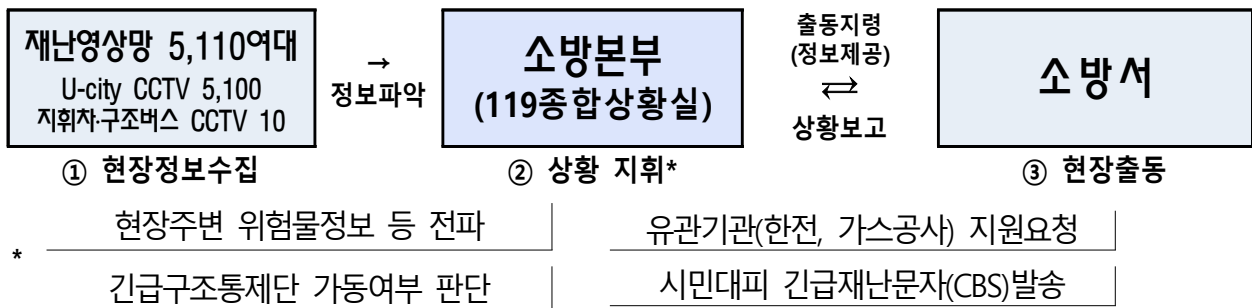 재난영상망 5,110여대
U-city CCTV 5,100
지휘차·구조버스 CCTV 10
→
정보파악
소방본부
(119종합상황실)
출동지령
(정보제공)
⇄
상황보고
소방서
① 현장정보수집
② 상황 지휘*
③ 현장출동
*
현장주변 위험물정보 등 전파
유관기관(한전, 가스공사) 지원요청
긴급구조통제단 가동여부 판단
시민대피 긴급재난문자(CBS)발송